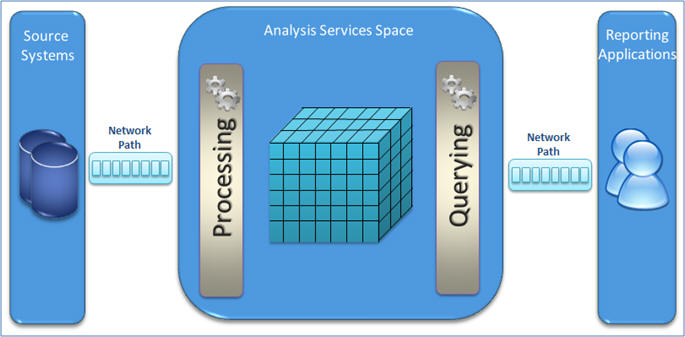 Source
Systems
Network
Path
Analysis Services Space
Processing
Querying
Network
Path
Reporting
Applications